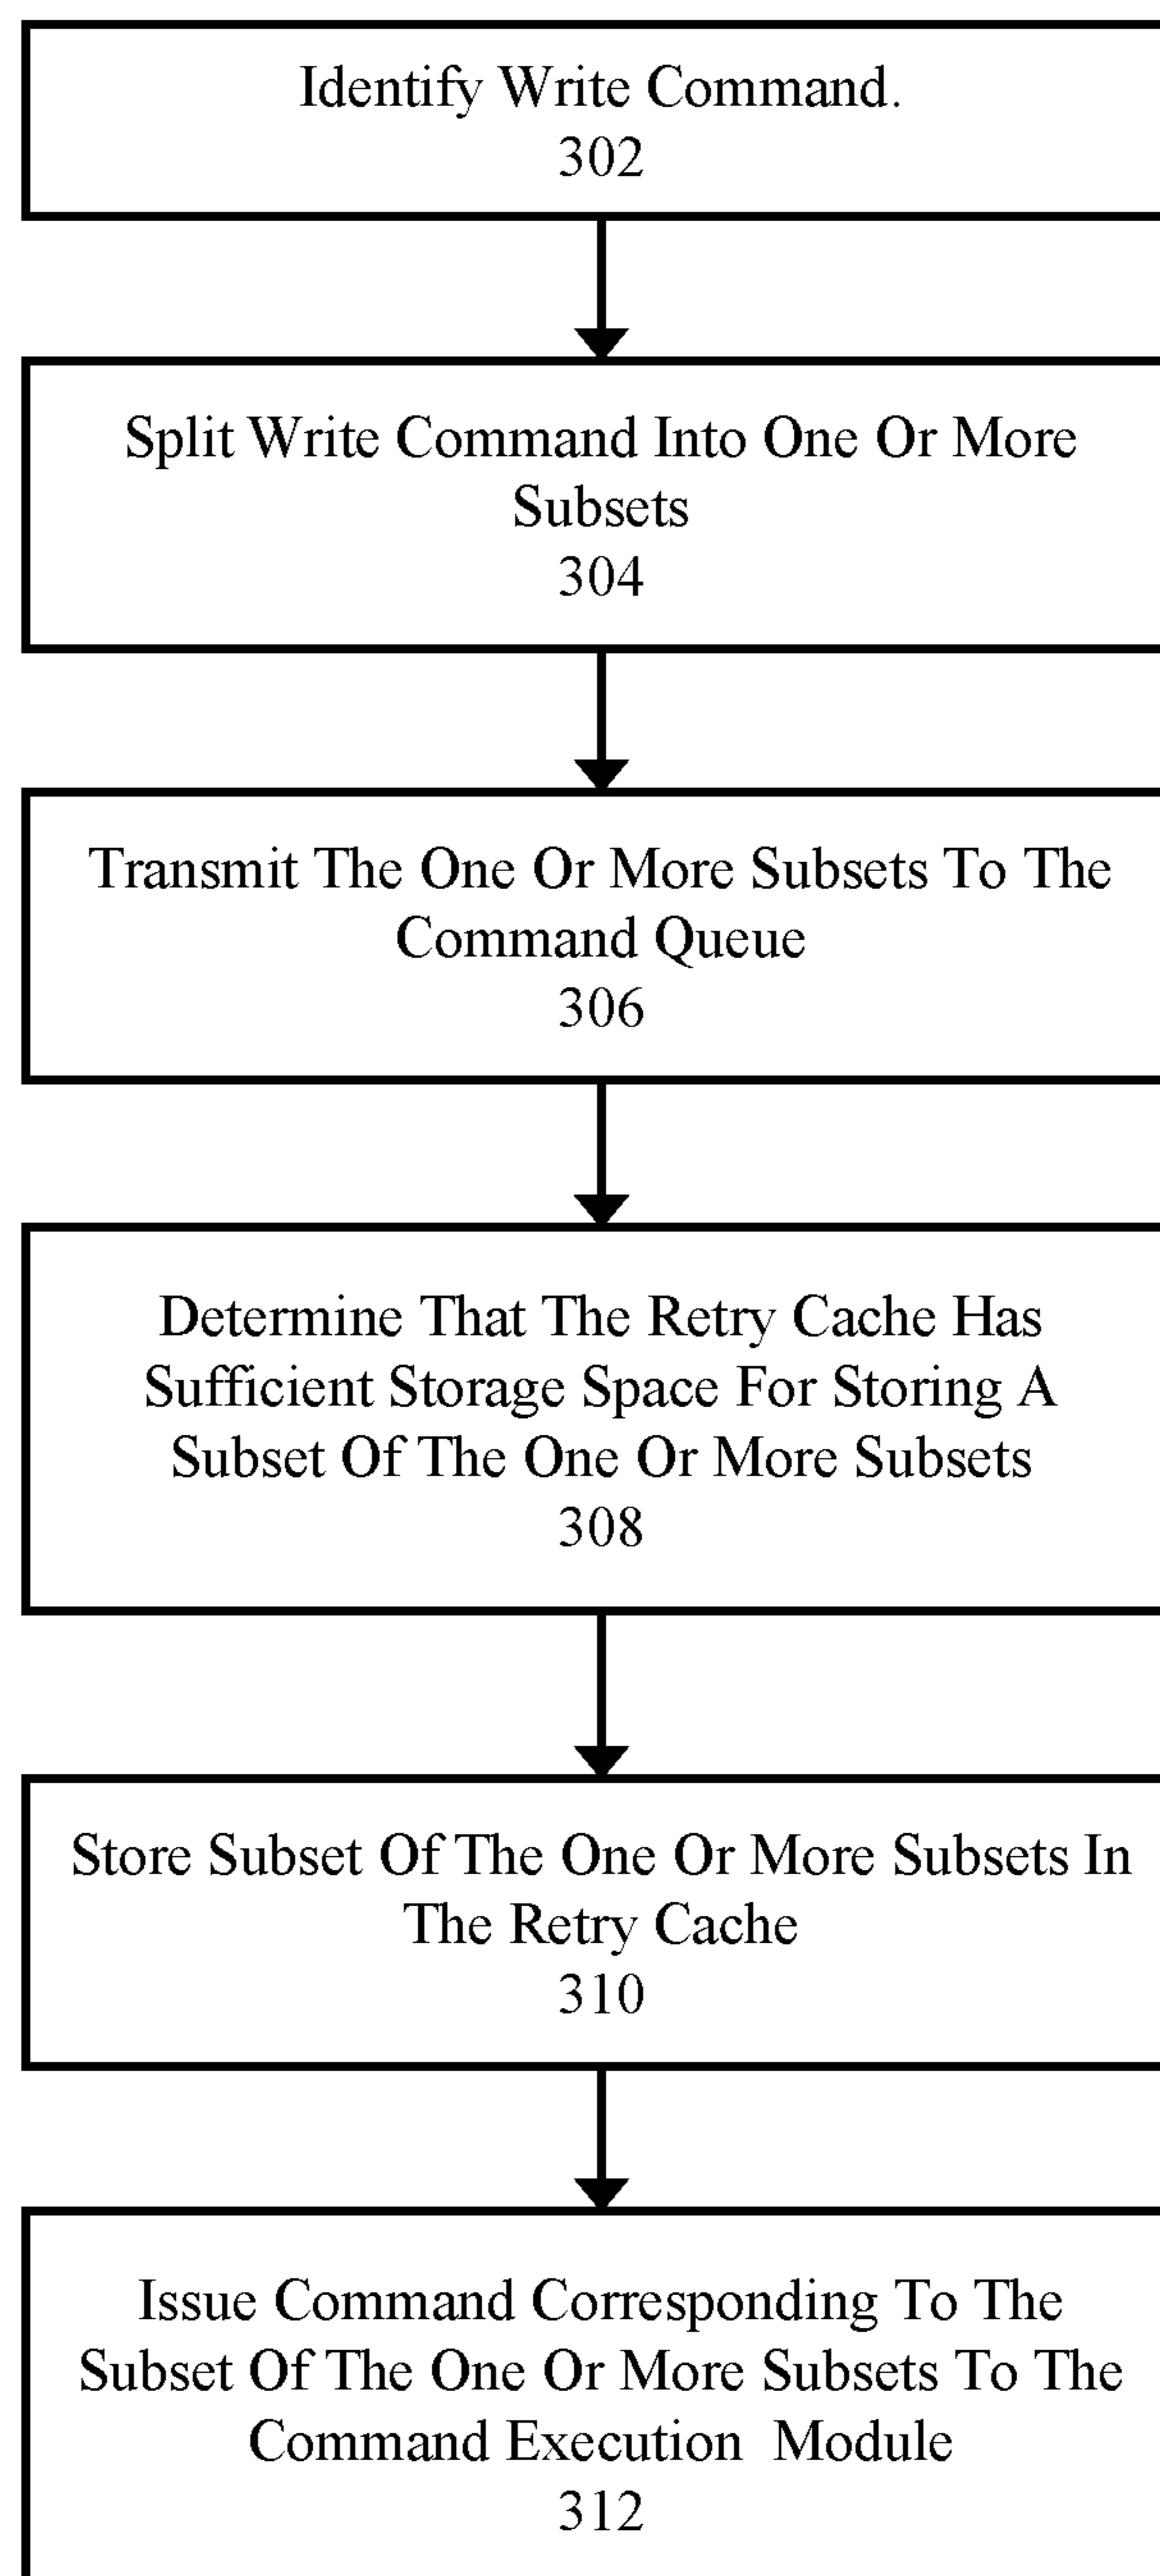 Identify Write Command.
302
Split Write Command Into One Or More
Subsets
304
Transmit The One Or More Subsets To The
Command Queue
306
Determine That The Retry Cache Has
Sufficient Storage Space For Storing A
Subset Of The One Or More Subsets
308
Store Subset Of The One Or More Subsets In
The Retry Cache
310
Issue Command Corresponding To The
Subset Of The One Or More Subsets To The
Command Execution  Module
312